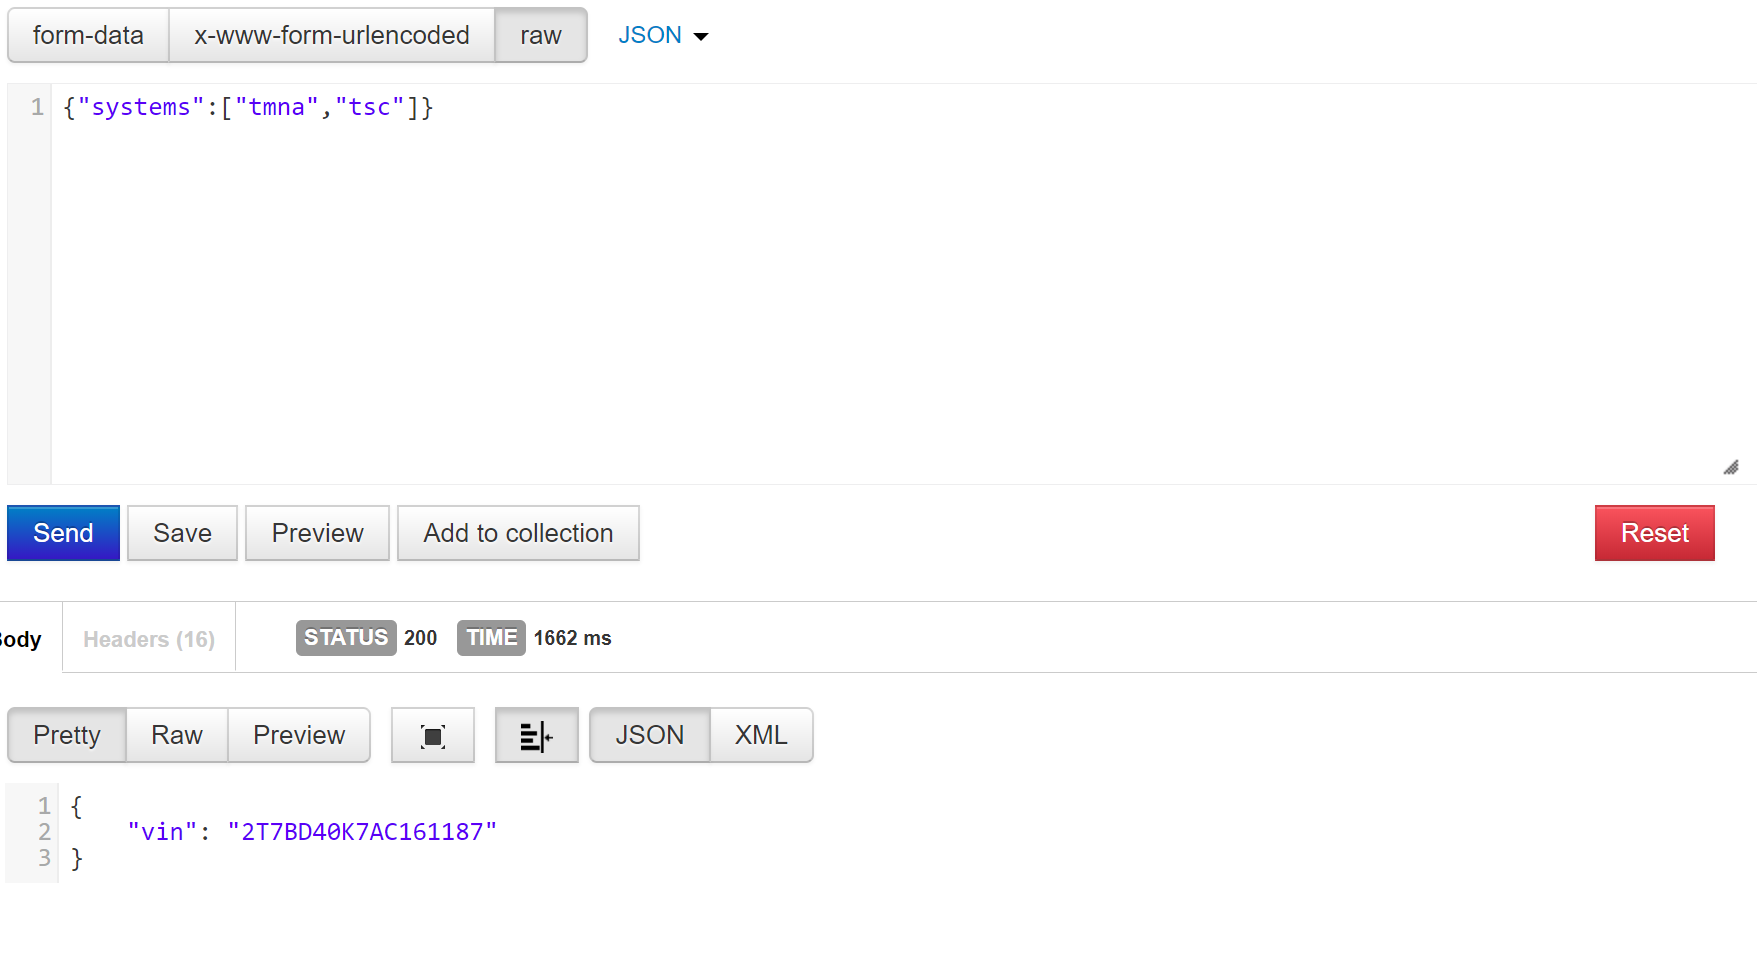 form-data x-www-form-urlencoded raw JSON
1 {"systems":["tmna","tsc"]}
Send Save Preview Add to collection Reset
Body Headers (16) STATUS 200 TIME 1662 ms
Pretty Raw Preview JSON XML
1 {
2 "vin": "2T7BD40K7AC161187"
3 }